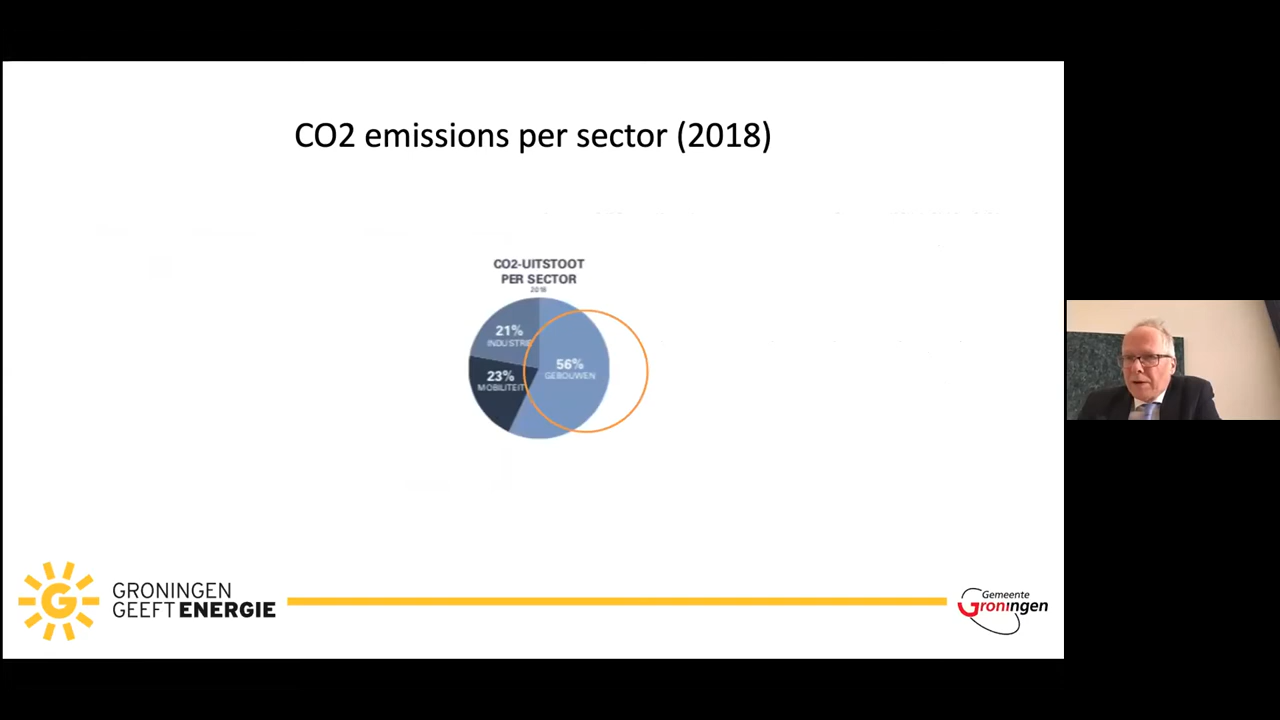 CO2 emissions per sector (2018)
CO2-UITSTOOT
PER SECTOR
2018
21%
INDUSTRIE
56%
GEBOUWEN
23%
MOBILITEIT
G
GRONINGEN
GEEFT ENERGIE
Gemeente
Groningen